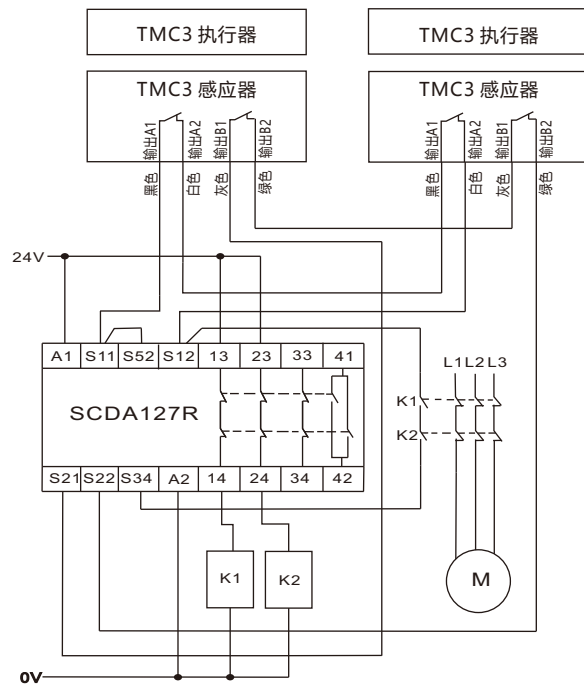 TMC3 执行器
TMC3 执行器
TMC3 感应器
TMC3 感应器
输出A1
输出A2
输出B1
输出B2
输出A1
输出A2
输出B1
输出B2
黑色
白色
灰色
绿色
黑色
白色
灰色
绿色
24V
A1 S11 S52 S12 13 23 33 41
L1 L2 L3
K1
SCDA127R
K2
S21 S22 S34 A2 14 24 34 42
K1
K2
M
0V